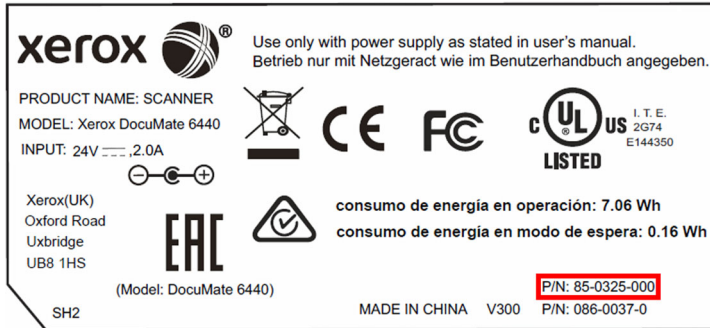 xerox ®
Use only with power supply as stated in user's manual.
Betrieb nur mit Netzgeract wie im Benutzerhandbuch angegeben.
PRODUCT NAME: SCANNER
MODEL: Xerox DocuMate 6440
INPUT: 24V ⎓,2.0A
CE
FC
C UL ® US
LISTED
I. T. E.
2G74
E144350
Xerox(UK)
Oxford Road
Uxbridge
UB8 1HS
EAC
(Model: DocuMate 6440)
consumo de energía en operación: 7.06 Wh
consumo de energía en modo de espera: 0.16 Wh
P/N: 85-0325-000
SH2
MADE IN CHINA V300 P/N: 086-0037-0